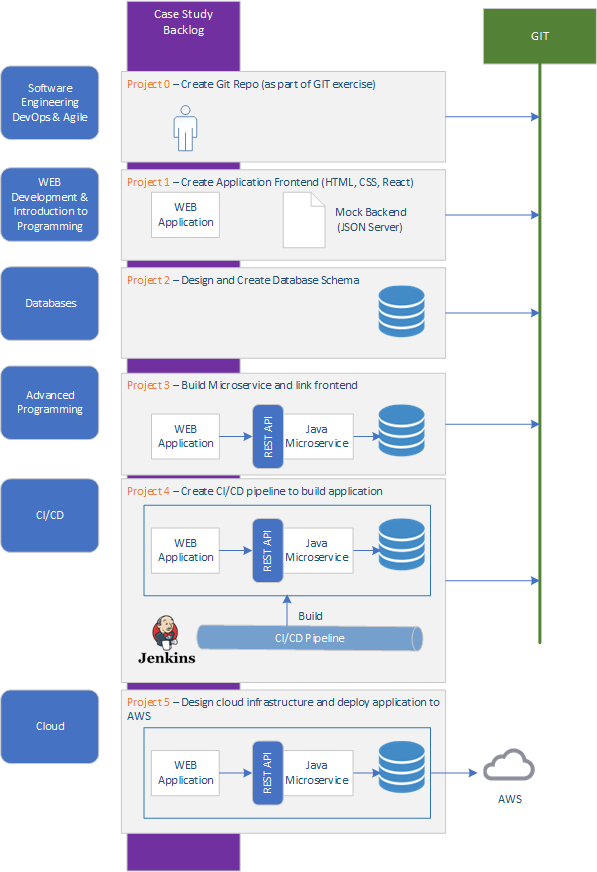 Case Study
Backlog
GIT
Software
Engineering
DevOps & Agile
Project 0 – Create Git Repo (as part of GIT exercise)
WEB
Development &
Introduction to
Programming
Project 1 – Create Application Frontend (HTML, CSS, React)
WEB
Application
Mock Backend
(JSON Server)
Databases
Project 2 – Design and Create Database Schema
Advanced
Programming
Project 3 – Build Microservice and link frontend
WEB
Application
REST API
Java
Microservice
CI/CD
Project 4 – Create CI/CD pipeline to build application
WEB
Application
REST API
Java
Microservice
Build
CI/CD Pipeline
Jenkins
Cloud
Project 5 – Design cloud infrastructure and deploy application to
AWS
WEB
Application
REST API
Java
Microservice
AWS